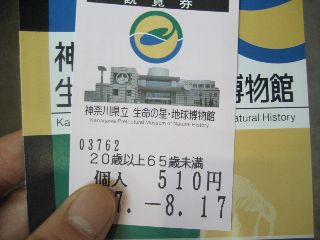 観覧券
神奈川県立 生命の星・地球博物館
Kanagawa Prefectural Museum of Natural History
03762
20歳以上65歳未満
個人 510円
7.-8.17
神
生
博物館
Natural History